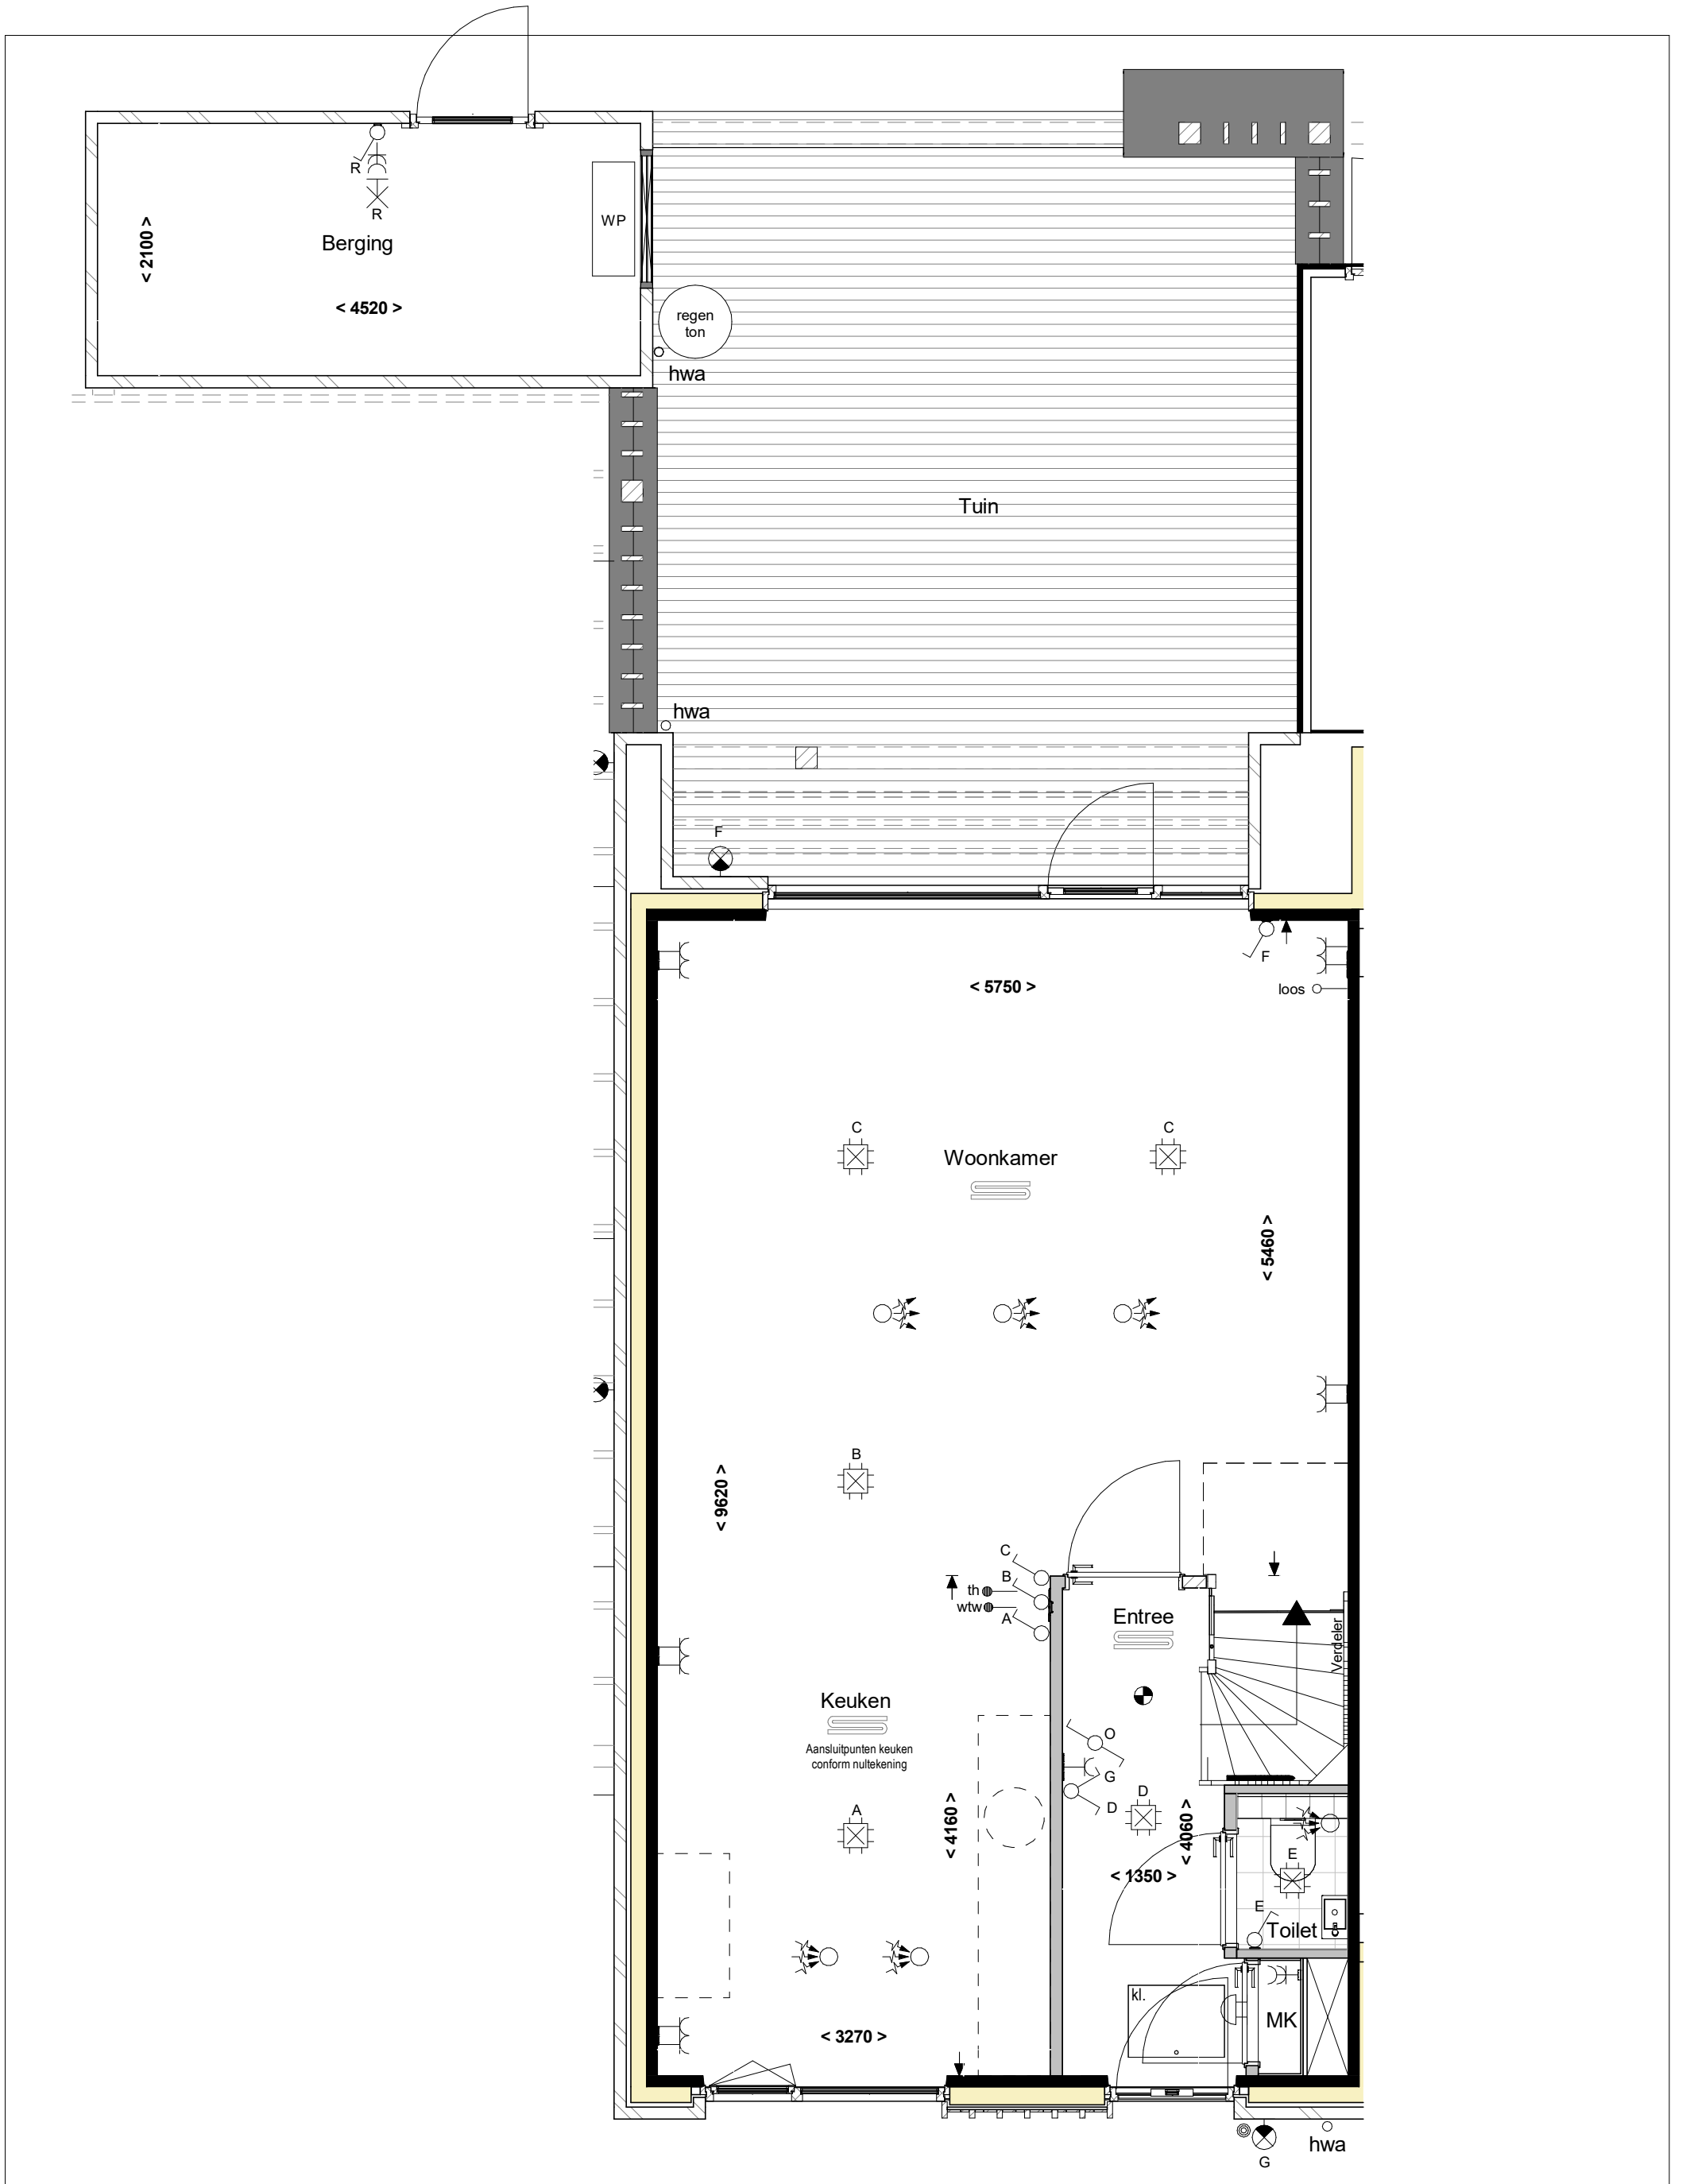 R
R
< 2100 >
Berging
WP
< 4520 >
regen
ton
hwa
Tuin
hwa
F
F
< 5750 >
loos
C
C
Woonkamer
< 5460 >
B
< 9620 >
C
B
th
wtw
A
Entree
Verdeler
Keuken
Aansluitpunten keuken
conform nultekening
O
G
D
D
A
< 4160 >
< 4060 >
< 1350 >
E
E
Toilet
kl.
MK
< 3270 >
hwa
G